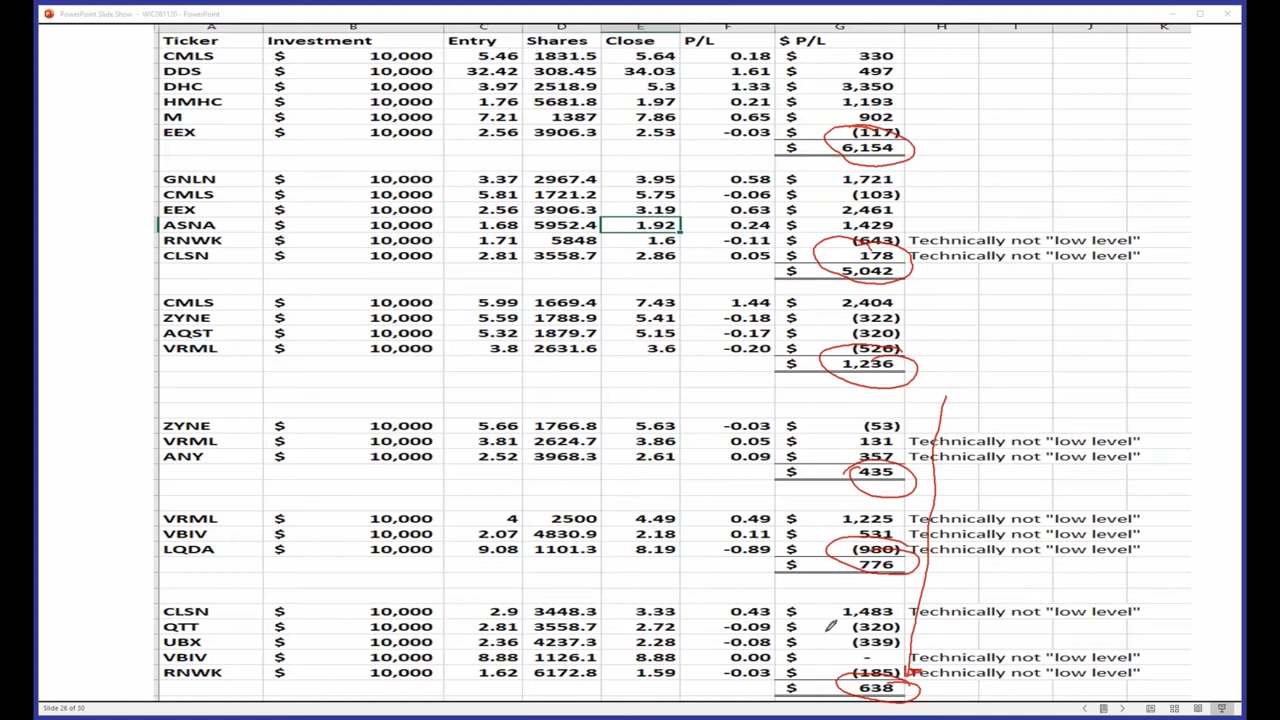 PowerPoint Slide Show - WICD81120 - PowerPoint
A B C D E F G H I J K
Ticker Investment Entry Shares Close P/L $ P/L
CMLS $ 10,000 5.46 1831.5 5.64 0.18 $ 330
DDS $ 10,000 32.42 308.45 34.03 1.61 $ 497
DHC $ 10,000 3.97 2518.9 5.3 1.33 $ 3,350
HMHC $ 10,000 1.76 5681.8 1.97 0.21 $ 1,193
M $ 10,000 7.21 1387 7.86 0.65 $ 902
EEX $ 10,000 2.56 3906.3 2.53 -0.03 $ (117)
$ 6,154
GNLN $ 10,000 3.37 2967.4 3.95 0.58 $ 1,721
CMLS $ 10,000 5.81 1721.2 5.75 -0.06 $ (103)
EEX $ 10,000 2.56 3906.3 3.19 0.63 $ 2,461
ASNA $ 10,000 1.68 5952.4 1.92 0.24 $ 1,429
RNWK $ 10,000 1.71 5848 1.6 -0.11 $ (643) Technically not "low level"
CLSN $ 10,000 2.81 3558.7 2.86 0.05 $ 178 Technically not "low level"
$ 5,042
CMLS $ 10,000 5.99 1669.4 7.43 1.44 $ 2,404
ZYNE $ 10,000 5.59 1788.9 5.41 -0.18 $ (322)
AQST $ 10,000 5.32 1879.7 5.15 -0.17 $ (320)
VRML $ 10,000 3.8 2631.6 3.6 -0.20 $ (526)
$ 1,236
ZYNE $ 10,000 5.66 1766.8 5.63 -0.03 $ (53)
VRML $ 10,000 3.81 2624.7 3.86 0.05 $ 131 Technically not "low level"
ANY $ 10,000 2.52 3968.3 2.61 0.09 $ 357 Technically not "low level"
$ 435
VRML $ 10,000 4 2500 4.49 0.49 $ 1,225 Technically not "low level"
VBIV $ 10,000 2.07 4830.9 2.18 0.11 $ 531 Technically not "low level"
LQDA $ 10,000 9.08 1101.3 8.19 -0.89 $ (980) Technically not "low level"
$ 776
CLSN $ 10,000 2.9 3448.3 3.33 0.43 $ 1,483 Technically not "low level"
QTT $ 10,000 2.81 3558.7 2.72 -0.09 $ (320)
UBX $ 10,000 2.36 4237.3 2.28 -0.08 $ (339)
VBIV $ 10,000 8.88 1126.1 8.88 0.00 $ - Technically not "low level"
RNWK $ 10,000 1.62 6172.8 1.59 -0.03 $ (185) Technically not "low level"
$ 638
Slide 26 of 30